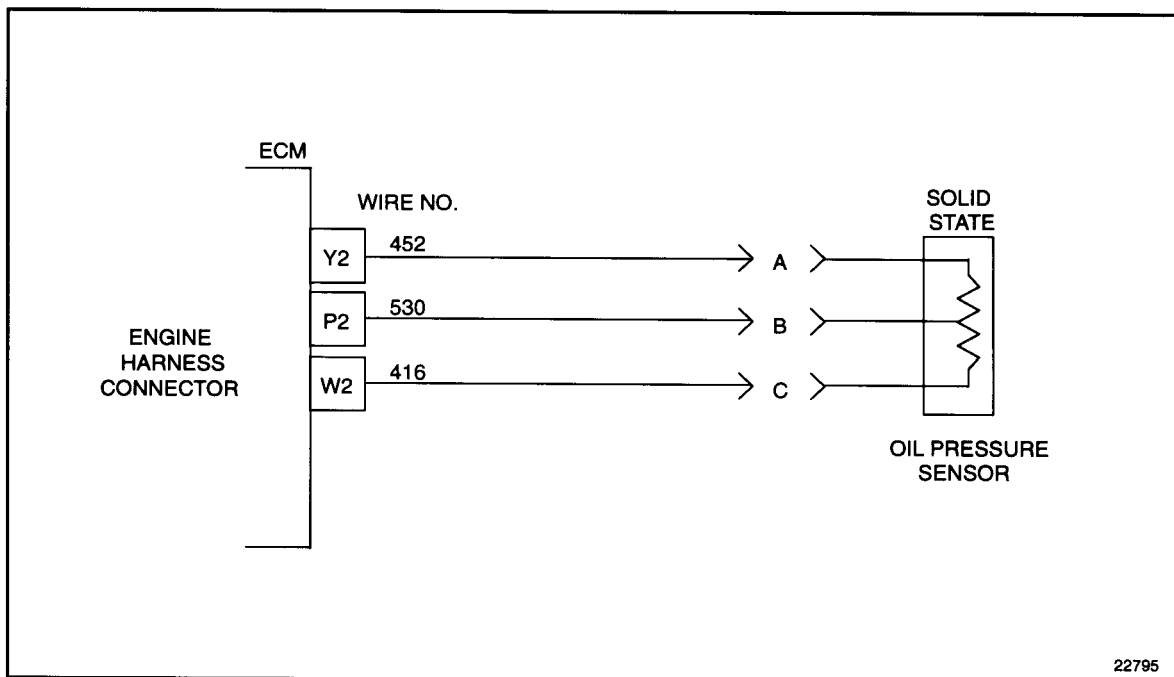 ECM
WIRE NO.
SOLID
STATE
Y2 452 A
P2 530 B
W2 416 C
ENGINE
HARNESS
CONNECTOR
OIL PRESSURE
SENSOR
22795